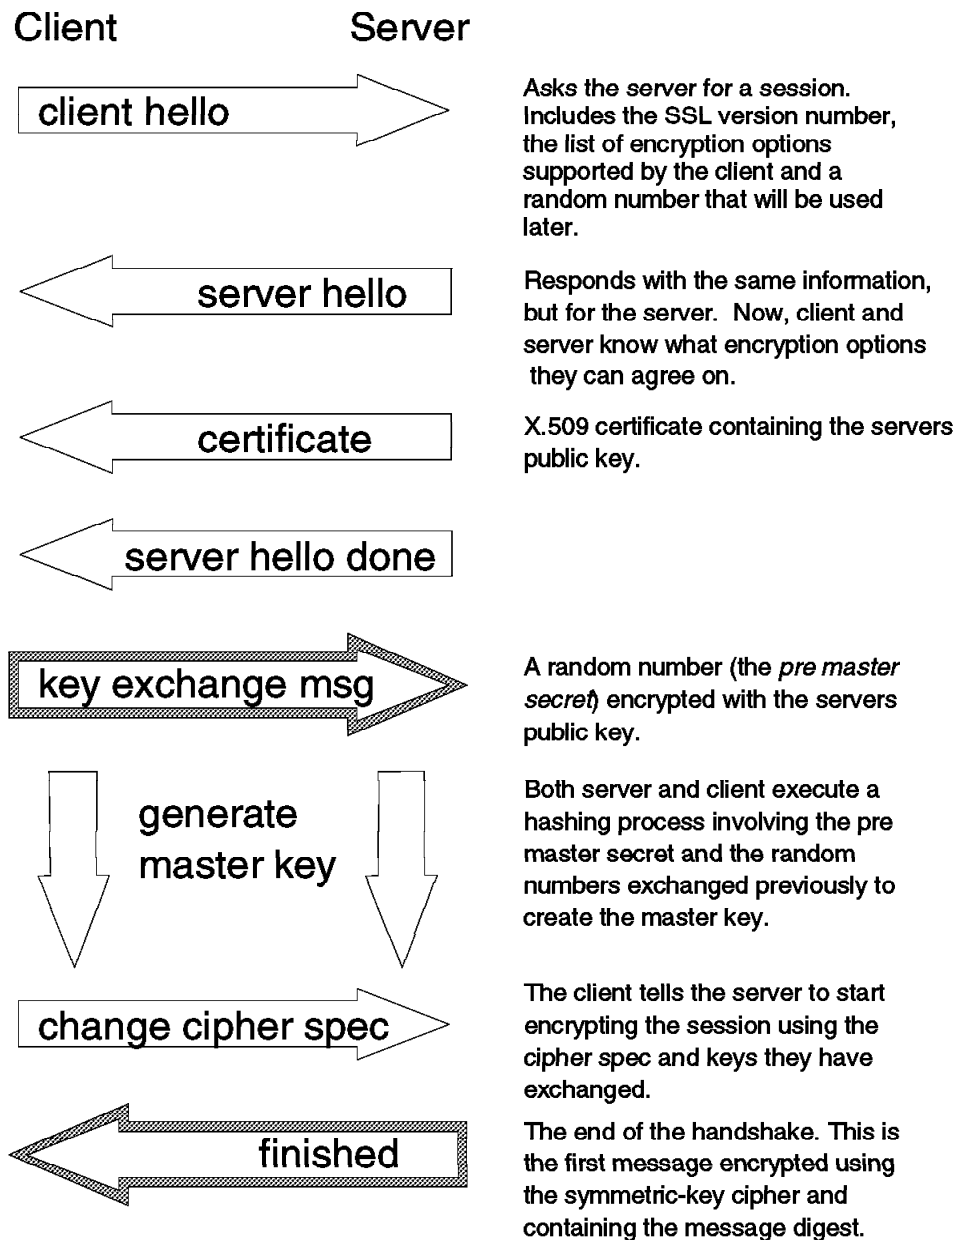 Client Server
client hello
Asks the server for a session.
Includes the SSL version number,
the list of encryption options
supported by the client and a
random number that will be used
later.
server hello
Responds with the same information,
but for the server. Now, client and
server know what encryption options
they can agree on.
certificate
X.509 certificate containing the servers
public key.
server hello done
key exchange msg
A random number (the pre master
secret) encrypted with the servers
public key.
generate
master key
Both server and client execute a
hashing process involving the pre
master secret and the random
numbers exchanged previously to
create the master key.
change cipher spec
The client tells the server to start
encrypting the session using the
cipher spec and keys they have
exchanged.
finished
The end of the handshake. This is
the first message encrypted using
the symmetric-key cipher and
containing the message digest.